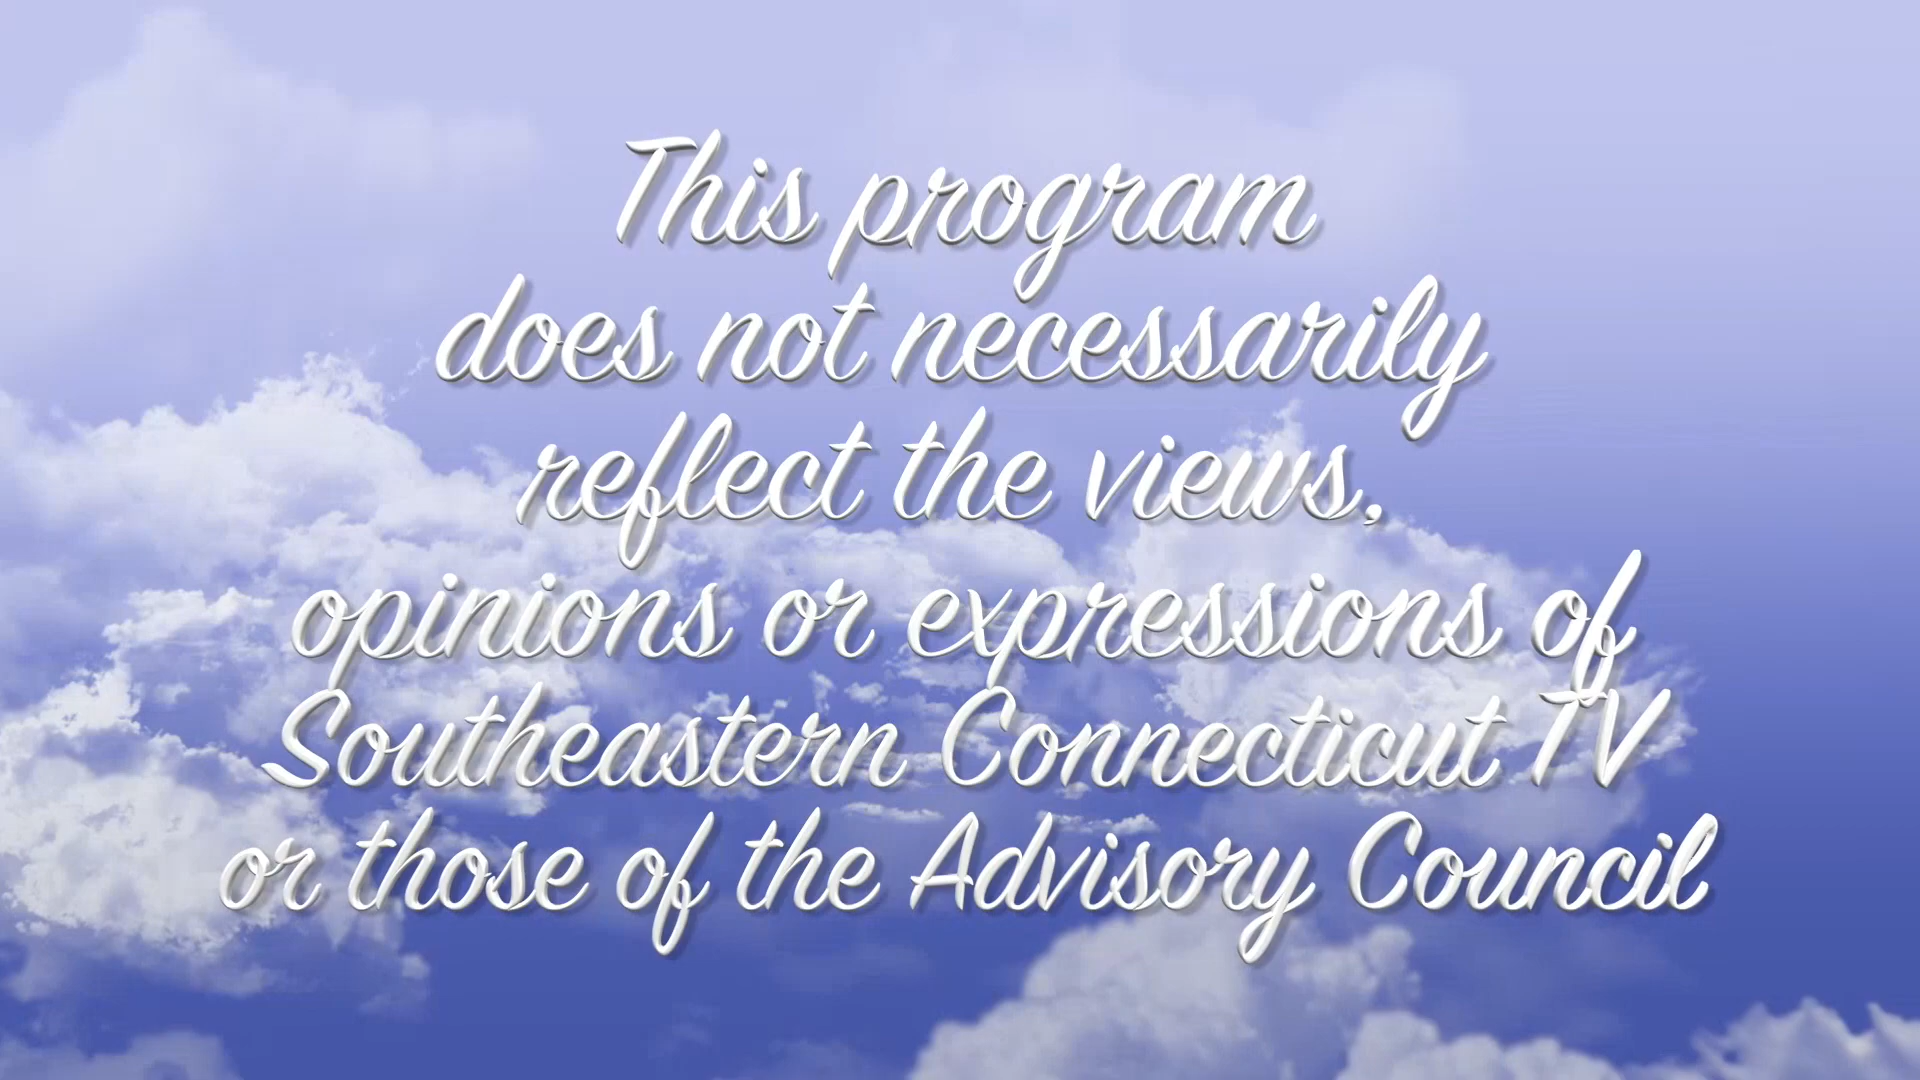 This program
does not necessarily
reflect the views,
opinions or expressions of
Southeastern Connecticut TV
or those of the Advisory Council